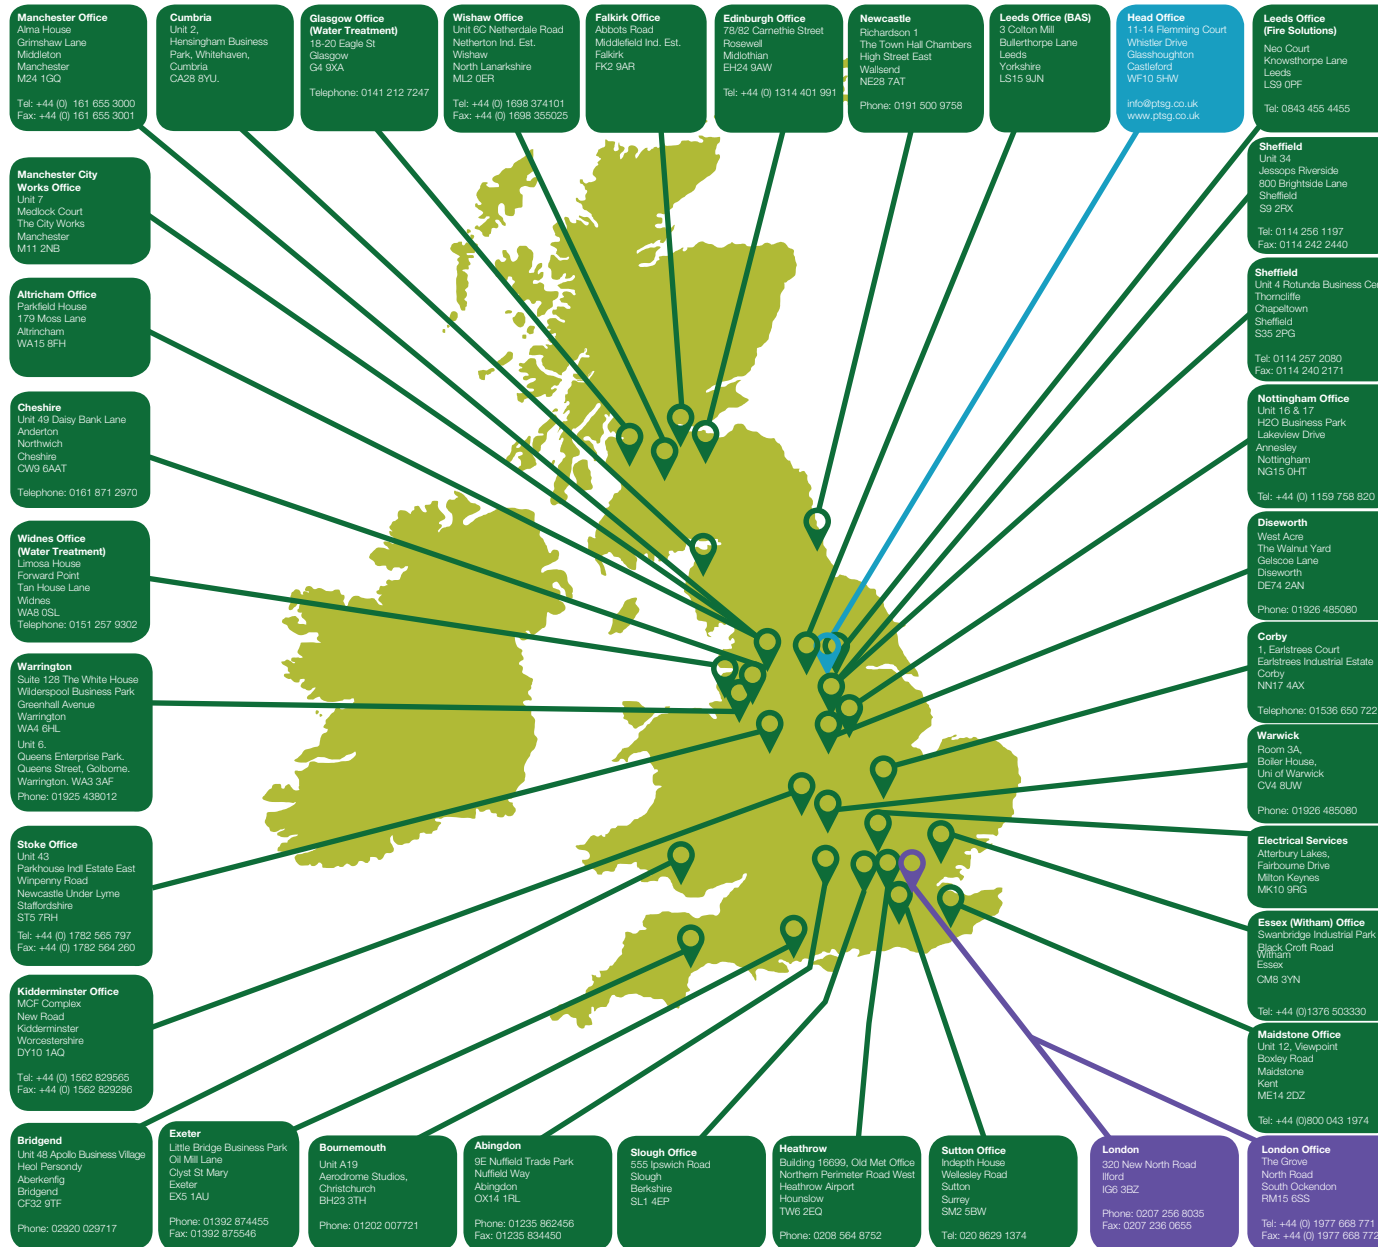 Manchester Office
Alma House
Grimshaw Lane
Middleton
Manchester
M24 1GQ
Tel: +44 (0) 161 655 3000
Fax: +44 (0) 161 655 3001
Cumbria
Unit 2,
Hensingham Business
Park, Whitehaven,
Cumbria
CA28 8YU.
Glasgow Office
(Water Treatment)
18-20 Eagle St
Glasgow
G4 9XA
Telephone: 0141 212 7247
Wishaw Office
Unit 6C Netherdale Road
Netherton Ind. Est.
Wishaw
North Lanarkshire
ML2 0ER
Tel: +44 (0) 1698 374101
Fax: +44 (0) 1698 355025
Falkirk Office
Abbots Road
Middlefield Ind. Est.
Falkirk
FK2 9AR
Edinburgh Office
78/82 Carnethie Street
Rosewell
Midlothian
EH24 9AW
Tel: +44 (0) 1314 401 991
Newcastle
Richardson 1
The Town Hall Chambers
High Street East
Wallsend
NE28 7AT
Phone: 0191 500 9758
Leeds Office (BAS)
3 Colton Mill
Bullerthorpe Lane
Leeds
Yorkshire
LS15 9JN
Head Office
11-14 Flemming Court
Whistler Drive
Glasshoughton
Castleford
WF10 5HW
info@ptsg.co.uk
www.ptsg.co.uk
Leeds Office
(Fire Solutions)
Neo Court
Knowsthorpe Lane
Leeds
LS9 0PF
Tel: 0843 455 4455
Manchester City
Works Office
Unit 7
Medlock Court
The City Works
Manchester
M11 2NB
Sheffield
Unit 34
Jessops Riverside
800 Brightside Lane
Sheffield
S9 2RX
Tel: 0114 256 1197
Fax: 0114 242 2440
Altricham Office
Parkfield House
179 Moss Lane
Altrincham
WA15 8FH
Sheffield
Unit 4 Rotunda Business Cen
Thorncliffe
Chapeltown
Sheffield
S35 2PG
Tel: 0114 257 2080
Fax: 0114 240 2171
Cheshire
Unit 49 Daisy Bank Lane
Anderton
Northwich
Cheshire
CW9 6AAT
Telephone: 0161 871 2970
Nottingham Office
Unit 16 & 17
H2O Business Park
Lakeview Drive
Annesley
Nottingham
NG15 0HT
Tel: +44 (0) 1159 758 820
Widnes Office
(Water Treatment)
Limosa House
Forward Point
Tan House Lane
Widnes
WA8 0SL
Telephone: 0151 257 9302
Diseworth
West Acre
The Walnut Yard
Gelscoe Lane
Diseworth
DE74 2AN
Phone: 01926 485080
Warrington
Suite 128 The White House
Wilderspool Business Park
Greenhall Avenue
Warrington
WA4 6HL
Unit 6.
Queens Enterprise Park.
Queens Street, Golborne.
Warrington. WA3 3AF
Phone: 01925 438012
Corby
1, Earlstrees Court
Earlstrees Industrial Estate
Corby
NN17 4AX
Telephone: 01536 650 722
Warwick
Room 3A,
Boiler House,
Uni of Warwick
CV4 8UW
Phone: 01926 485080
Stoke Office
Unit 43
Parkhouse Indl Estate East
Winpenny Road
Newcastle Under Lyme
Staffordshire
ST5 7RH
Tel: +44 (0) 1782 565 797
Fax: +44 (0) 1782 564 260
Electrical Services
Atterbury Lakes,
Fairbourne Drive
Milton Keynes
MK10 9RG
Essex (Witham) Office
Swanbridge Industrial Park
Black Croft Road
Witham
Essex
CM8 3YN
Tel: +44 (0)1376 503330
Kidderminster Office
MCF Complex
New Road
Kidderminster
Worcestershire
DY10 1AQ
Tel: +44 (0) 1562 829565
Fax: +44 (0) 1562 829286
Maidstone Office
Unit 12, Viewpoint
Boxley Road
Maidstone
Kent
ME14 2DZ
Tel: +44 (0)800 043 1974
Bridgend
Unit 48 Apollo Business Village
Heol Persondy
Aberkenfig
Bridgend
CF32 9TF
Phone: 02920 029717
Exeter
Little Bridge Business Park
Oil Mill Lane
Clyst St Mary
Exeter
EX5 1AU
Phone: 01392 874455
Fax: 01392 875546
Bournemouth
Unit A19
Aerodrome Studios,
Christchurch
BH23 3TH
Phone: 01202 007721
Abingdon
9E Nuffield Trade Park
Nuffield Way
Abingdon
OX14 1RL
Phone: 01235 862456
Fax: 01235 834450
Slough Office
555 Ipswich Road
Slough
Berkshire
SL1 4EP
Heathrow
Building 16699, Old Met Office
Northern Perimeter Road West
Heathrow Airport
Hounslow
TW6 2EQ
Phone: 0208 564 8752
Sutton Office
Indepth House
Wellesley Road
Sutton
Surrey
SM2 5BW
Tel: 020 8629 1374
London
320 New North Road
Ilford
IG6 3BZ
Phone: 0207 256 8035
Fax: 0207 236 0655
London Office
The Grove
North Road
South Ockendon
RM15 6SS
Tel: +44 (0) 1977 668 771
Fax: +44 (0) 1977 668 772